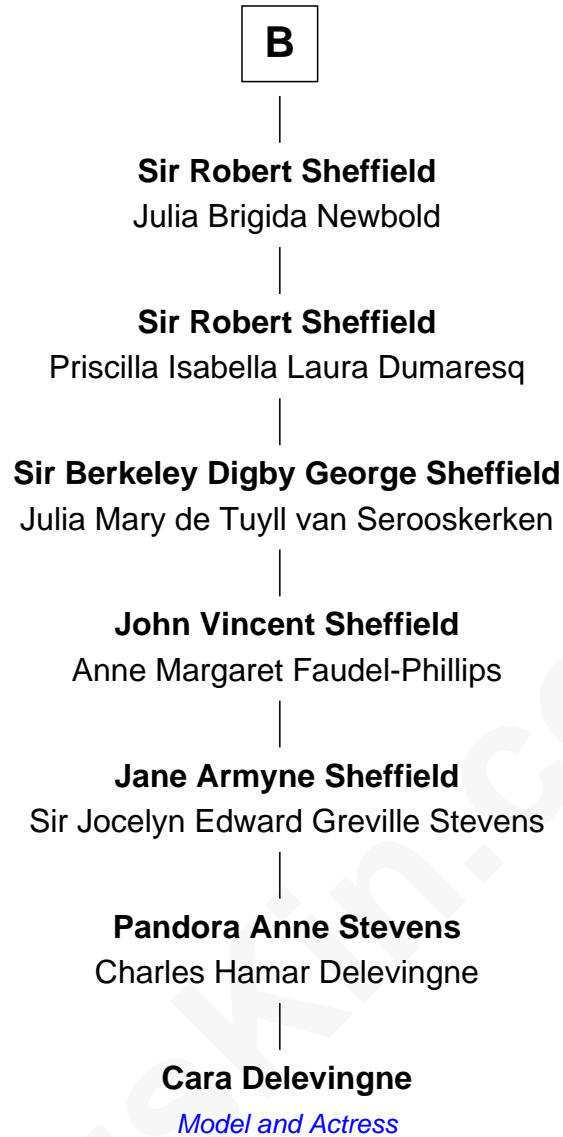 B
Sir Robert Sheffield
Julia Brigida Newbold
Sir Robert Sheffield
Priscilla Isabella Laura Dumaresq
Sir Berkeley Digby George Sheffield
Julia Mary de Tuyll van Serooskerken
John Vincent Sheffield
Anne Margaret Faudel-Phillips
Jane Armyne Sheffield
Sir Jocelyn Edward Greville Stevens
Pandora Anne Stevens
Charles Hamar Delevingne
Cara Delevingne
Model and Actress